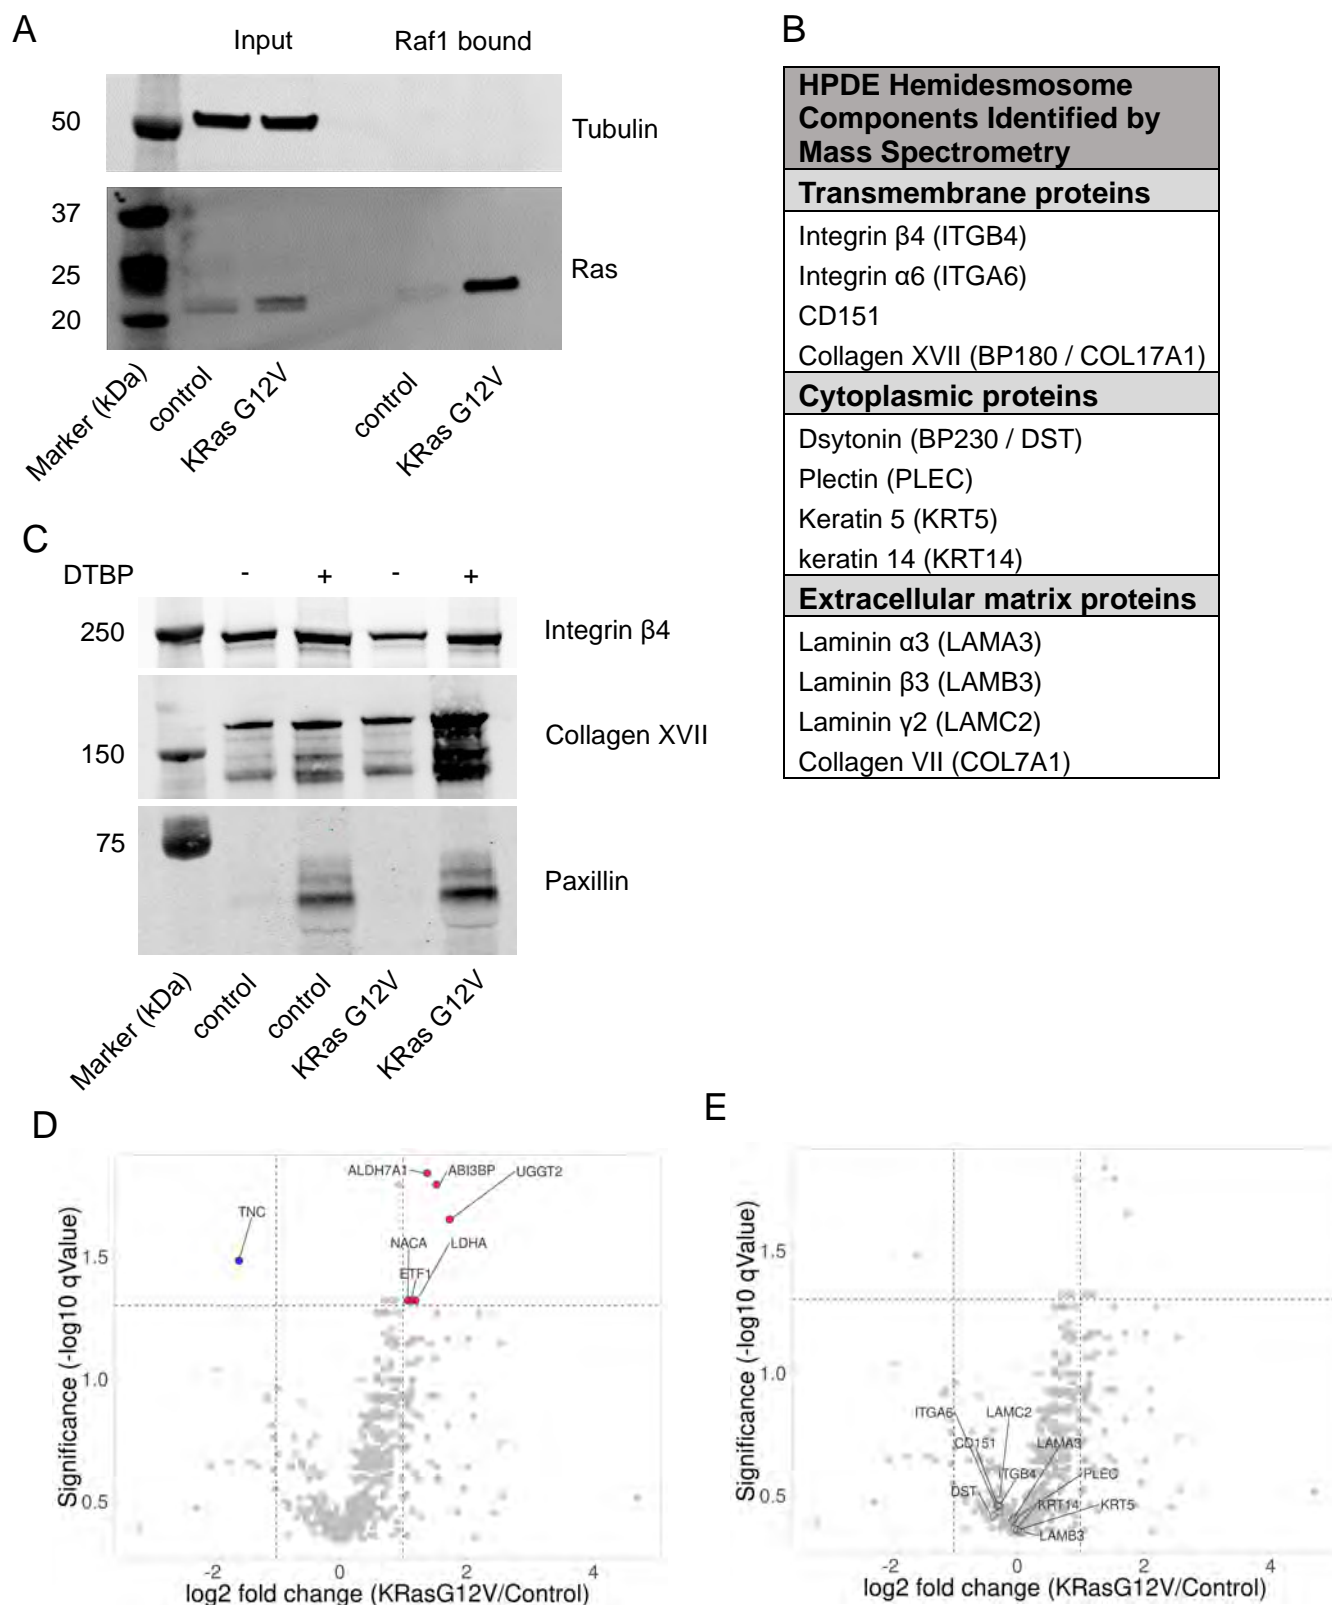 A
Input
Raf1 bound
50
Tubulin
37
25
20
Ras
Marker (kDa)
control
KRas G12V
control
KRas G12V
B
HPDE Hemidesmosome
Components Identified by
Mass Spectrometry
Transmembrane proteins
Integrin β4 (ITGB4)
Integrin α6 (ITGA6)
CD151
Collagen XVII (BP180 / COL17A1)
Cytoplasmic proteins
Dsytonin (BP230 / DST)
Plectin (PLEC)
Keratin 5 (KRT5)
keratin 14 (KRT14)
Extracellular matrix proteins
Laminin α3 (LAMA3)
Laminin β3 (LAMB3)
Laminin γ2 (LAMC2)
Collagen VII (COL7A1)
C
DTBP - + - +
250
Integrin β4
150
Collagen XVII
75
Paxillin
Marker (kDa)
control
control
KRas G12V
KRas G12V
D
Significance (-log10 qValue)
1.5
1.0
0.5
ALDH7A1
ABI3BP
UGGT2
TNC
NACA
LDHA
ETF1
-2 0 2 4
log2 fold change (KRasG12V/Control)
E
Significance (-log10 qValue)
1.5
1.0
0.5
ITGA6
LAMC2
CD151
LAMA3
ITGB4
PLEC
DST
KRT14
KRT5
LAMB3
-2 0 2 4
log2 fold change (KRasG12V/Control)